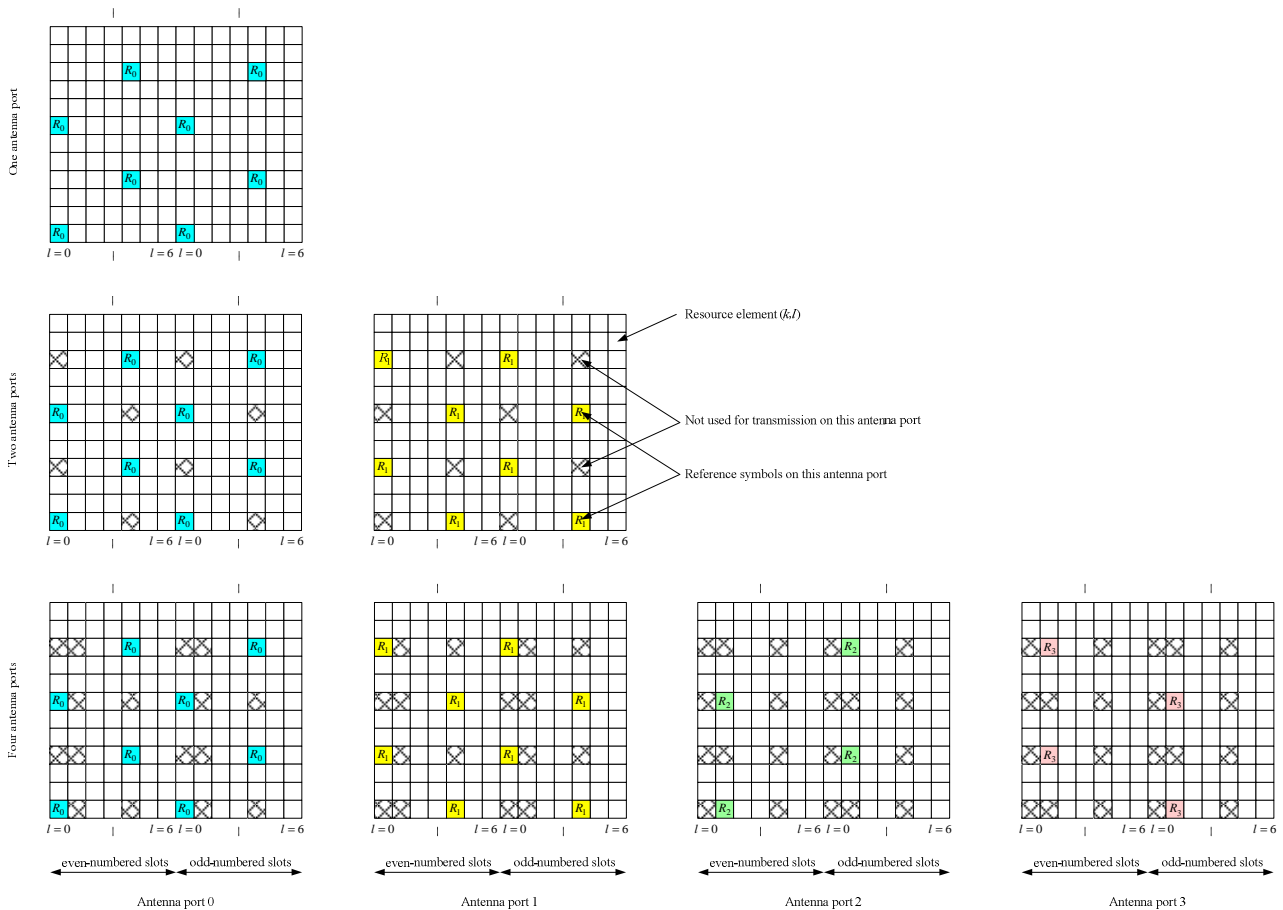 One antenna port
R0 R0
R0 R0
R0 R0
R0 R0
l = 0 l = 6 l = 0 l = 6
Two antenna ports
R0 R0
R0 R0
R0 R0
R0 R0
l = 0 l = 6 l = 0 l = 6
R1 R1
R1 R1
R1 R1
R1 R1
l = 0 l = 6 l = 0 l = 6
Resource element (k,l)
Not used for transmission on this antenna port
Reference symbols on this antenna port
Four antenna ports
R0 R0
R0 R0
R0 R0
R0 R0
l = 0 l = 6 l = 0 l = 6
even-numbered slots odd-numbered slots
Antenna port 0
R1 R1
R1 R1
R1 R1
R1 R1
l = 0 l = 6 l = 0 l = 6
even-numbered slots odd-numbered slots
Antenna port 1
R2
R2
R2
R2
l = 0 l = 6 l = 0 l = 6
even-numbered slots odd-numbered slots
Antenna port 2
R3
R3
R3
R3
l = 0 l = 6 l = 0 l = 6
even-numbered slots odd-numbered slots
Antenna port 3